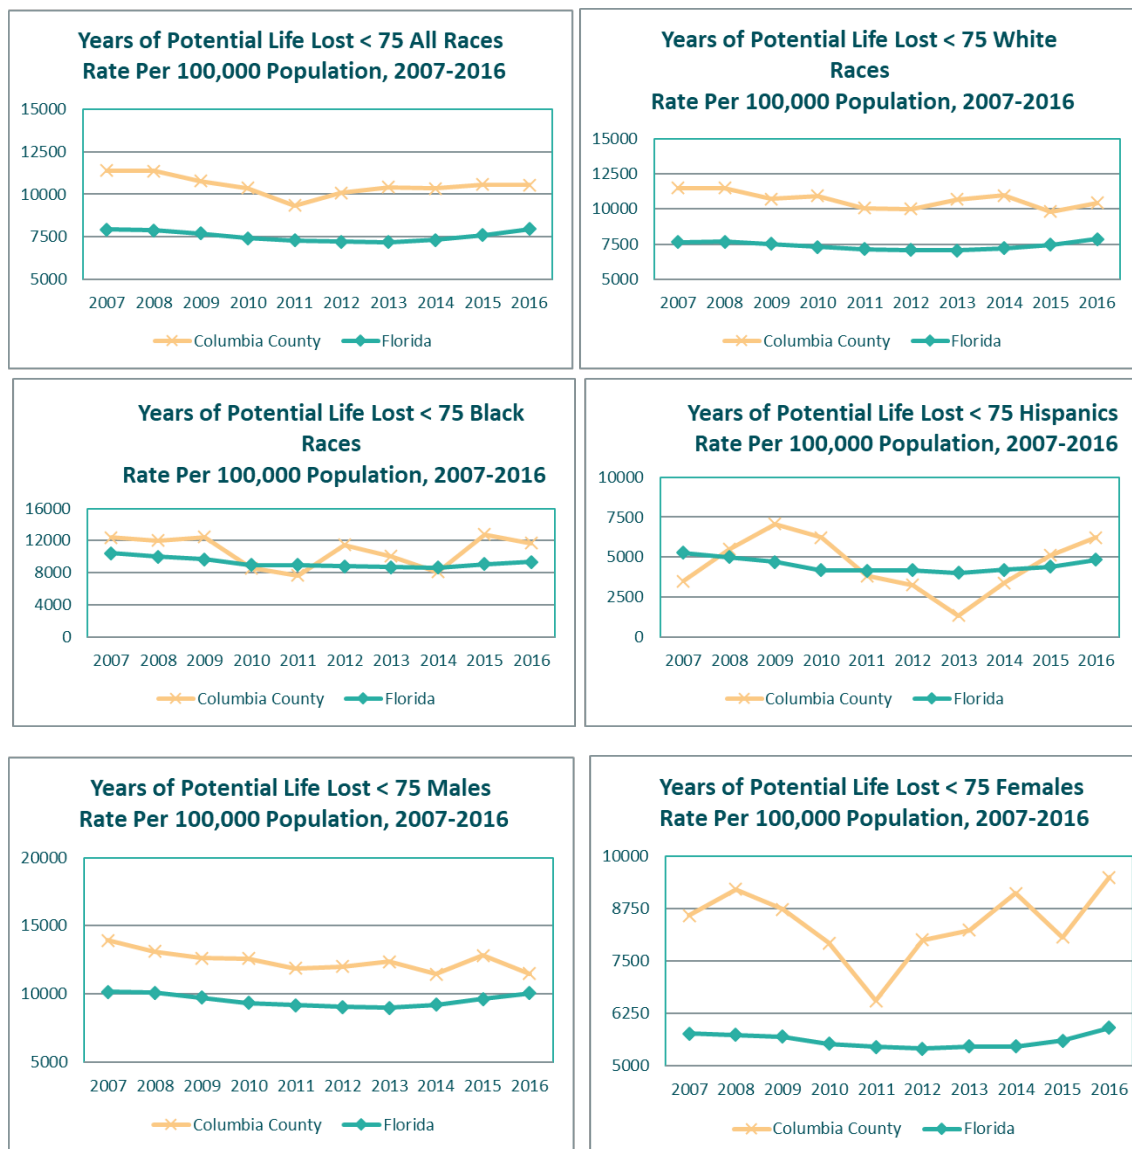 Years of Potential Life Lost < 75 All Races
Rate Per 100,000 Population, 2007-2016
15000
12500
10000
7500
5000
2007 2008 2009 2010 2011 2012 2013 2014 2015 2016
Columbia County Florida
Years of Potential Life Lost < 75 White
Races
Rate Per 100,000 Population, 2007-2016
15000
12500
10000
7500
5000
2007 2008 2009 2010 2011 2012 2013 2014 2015 2016
Columbia County Florida
Years of Potential Life Lost < 75 Black
Races
Rate Per 100,000 Population, 2007-2016
16000
12000
8000
4000
0
2007 2008 2009 2010 2011 2012 2013 2014 2015 2016
Columbia County Florida
Years of Potential Life Lost < 75 Hispanics
Rate Per 100,000 Population, 2007-2016
10000
7500
5000
2500
0
2007 2008 2009 2010 2011 2012 2013 2014 2015 2016
Columbia County Florida
Years of Potential Life Lost < 75 Males
Rate Per 100,000 Population, 2007-2016
20000
15000
10000
5000
2007 2008 2009 2010 2011 2012 2013 2014 2015 2016
Columbia County Florida
Years of Potential Life Lost < 75 Females
Rate Per 100,000 Population, 2007-2016
10000
8750
7500
6250
5000
2007 2008 2009 2010 2011 2012 2013 2014 2015 2016
Columbia County Florida